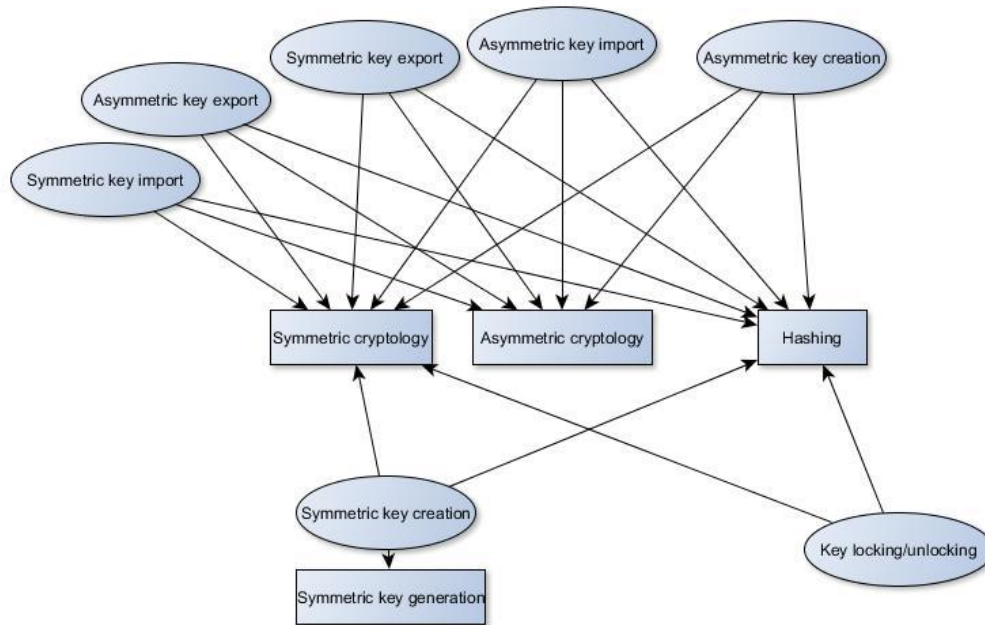 Asymmetric key import
Symmetric key export
Asymmetric key creation
Asymmetric key export
Symmetric key import
Symmetric cryptology
Asymmetric cryptology
Hashing
Symmetric key creation
Key locking/unlocking
Symmetric key generation